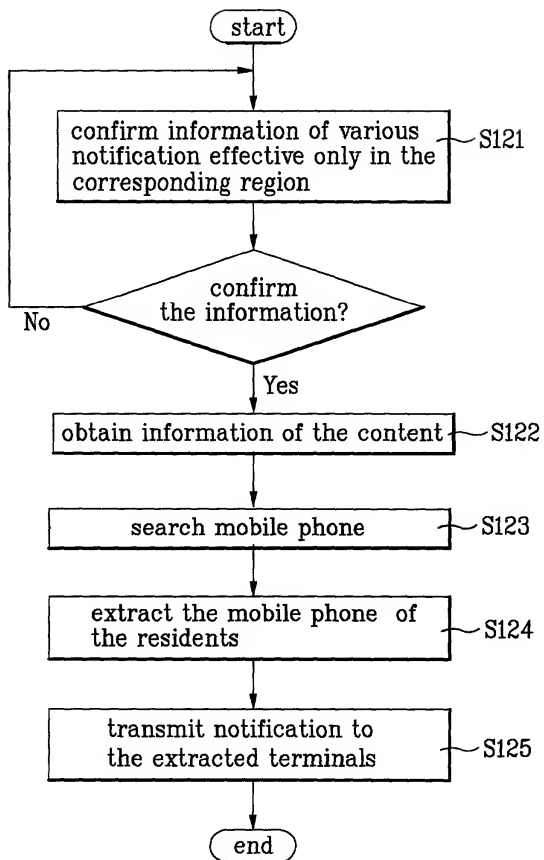 start
confirm information of various
notification effective only in the
corresponding region
S121
confirm
the information?
No
Yes
obtain information of the content
S122
search mobile phone
S123
extract the mobile phone of
the residents
S124
transmit notification to
the extracted terminals
S125
end